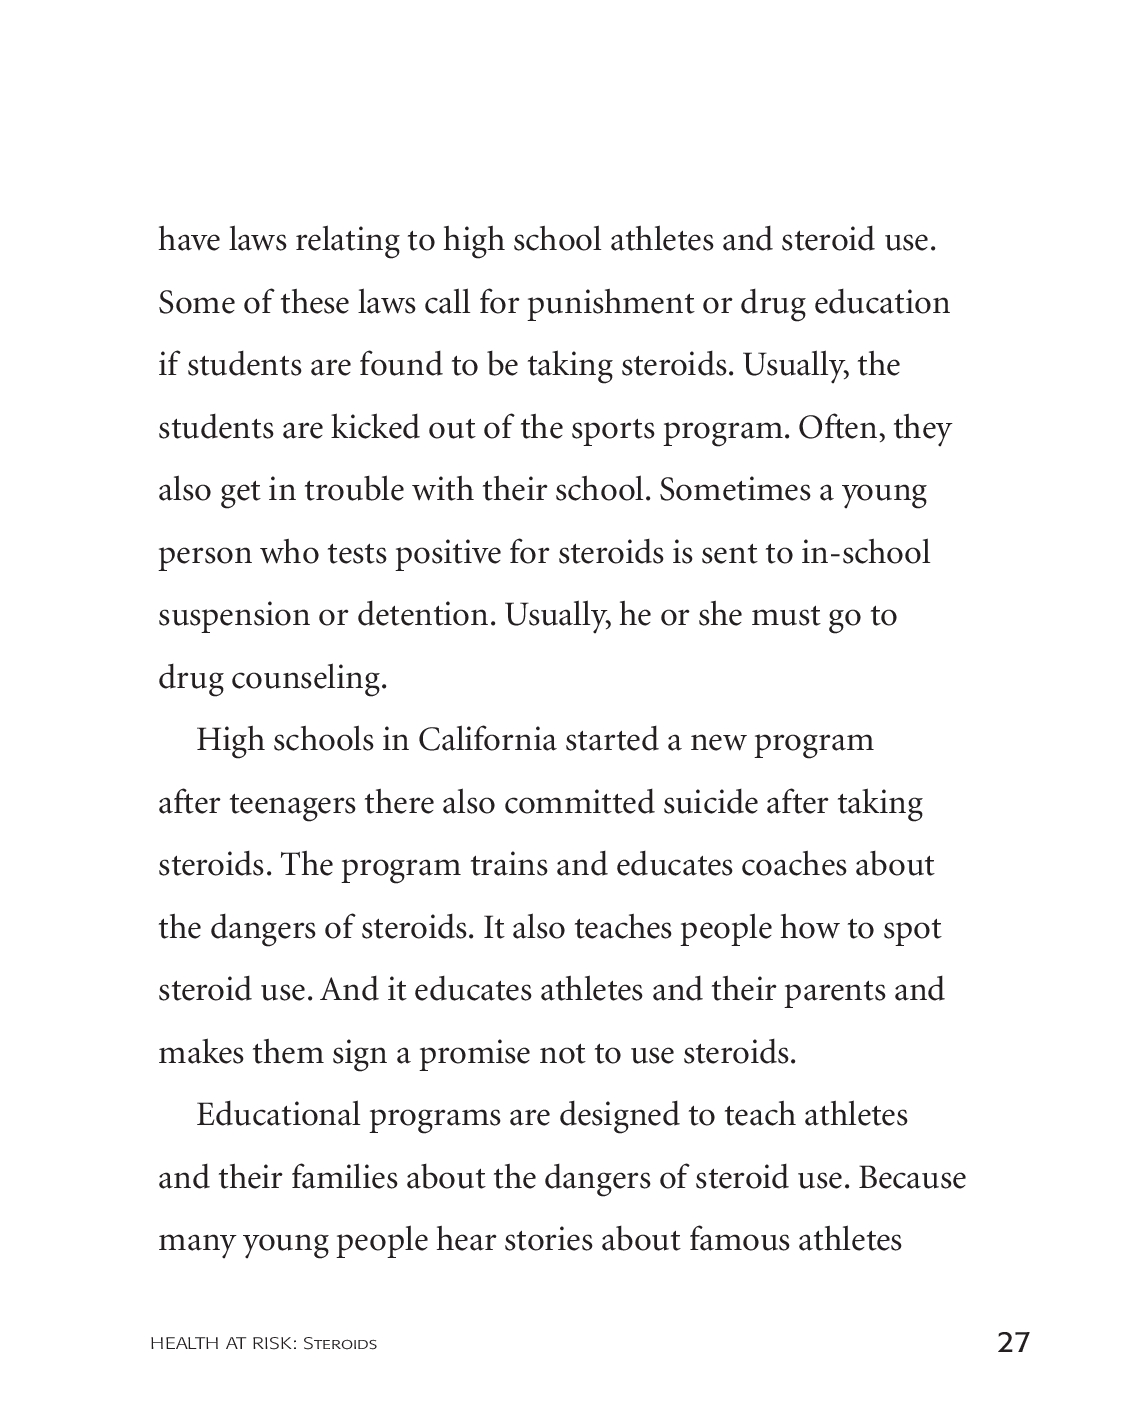 have laws relating to high school athletes and steroid use.
Some of these laws call for punishment or drug education
if students are found to be taking steroids. Usually, the
students are kicked out of the sports program. Often, they
also get in trouble with their school. Sometimes a young
person who tests positive for steroids is sent to in-school
suspension or detention. Usually, he or she must go to
drug counseling.
High schools in California started a new program
after teenagers there also committed suicide after taking
steroids. The program trains and educates coaches about
the dangers of steroids. It also teaches people how to spot
steroid use. And it educates athletes and their parents and
makes them sign a promise not to use steroids.
Educational programs are designed to teach athletes
and their families about the dangers of steroid use. Because
many young people hear stories about famous athletes
HEALTH AT RISK: Steroids 27